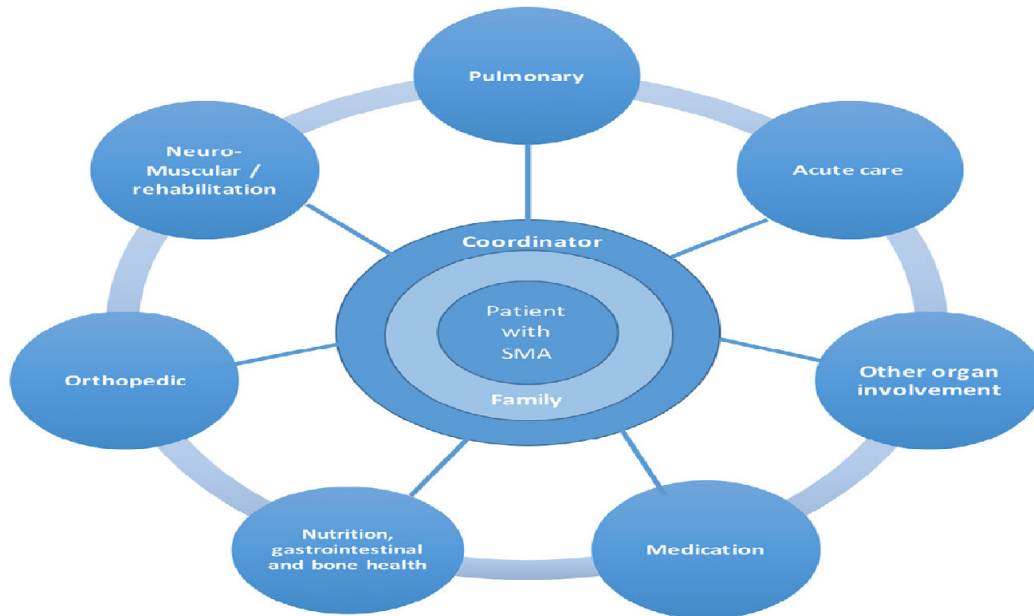 Pulmonary
Neuro-
Muscular /
rehabilitation
Acute care
Coordinator
Patient
with
SMA
Family
Orthopedic
Other organ
involvement
Nutrition,
gastrointestinal
and bone health
Medication